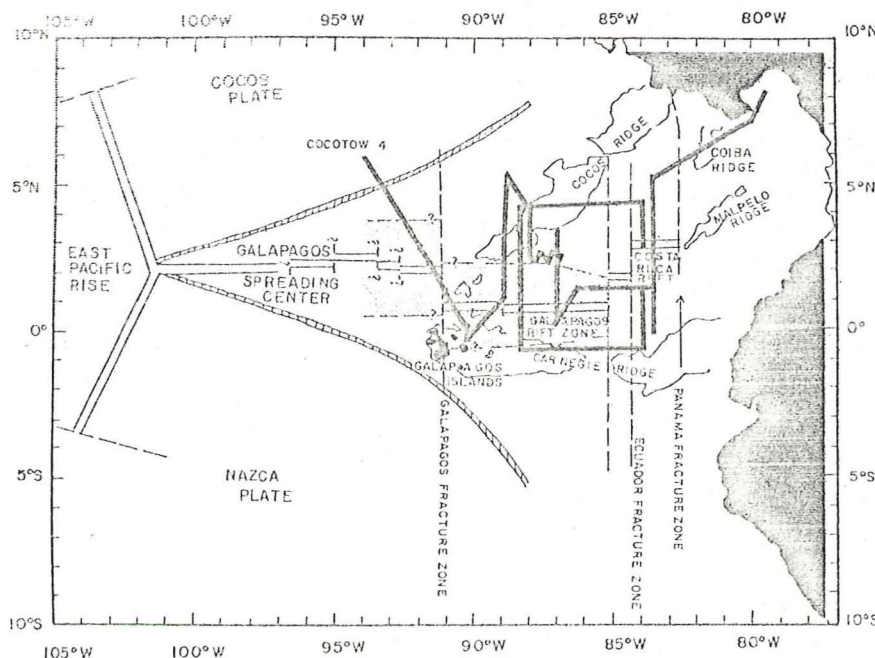 105°W 100°W 95°W 90°W 85°W 80°W
10°N 10°N
COCOS
PLATE
COCOTOW 4
COCOS RIDGE
COIBA
RIDGE
5°N 5°N
MALPELO
RIDGE
EAST
PACIFIC
RISE
GALAPAGOS
SPREADING
CENTER
COSTA
RICA
RIFT
0° 0°
GALAPAGOS
RIFT ZONE
CARNEGIE RIDGE
GALAPAGOS
ISLANDS
GALAPAGOS FRACTURE ZONE
ECUADOR FRACTURE ZONE
PANAMA FRACTURE ZONE
5°S 5°S
NAZCA
PLATE
10°S 10°S
105°W 100°W 95°W 90°W 85°W 80°W